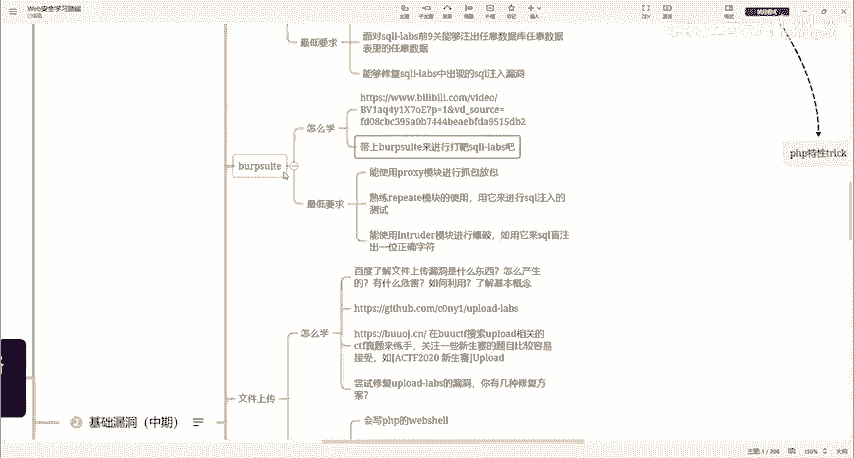 Web安全学习路线
最低要求
面对sqli-labs前9关能够注出任意数据库任意数据
表里的任意数据
能够修复sqli-labs中出现的sql注入漏洞
怎么学
https://www.bilibili.com/video/
BV1aq4y1X7oE?p=1&vd_source=
fd08cbc395a0b7444beaebfda9515db2
带上burpsuite来进行打靶sqli-labs吧
php特性trick
burpsuite
能使用proxy模块进行抓包放包
最低要求
熟练repeate模块的使用，用它来进行sql注入的
测试
能使用Intruder模块进行爆破，如用它来sql盲注
出一位正确字符
百度了解文件上传漏洞是什么东西？怎么产生
的？有什么危害？如何利用？了解基本概念
怎么学
https://github.com/c0ny1/upload-labs
https://buuoj.cn/ 在buuctf搜索upload相关的
ctf真题来练手，关注一些新生赛的题目比较容易
接受，如[ACTF2020 新生赛]Upload
文件上传
尝试修复upload-labs的漏洞，你有几种修复方
案？
2 基础漏洞（中期）
会写php的webshell
主题: 1 / 206
150%
大纲